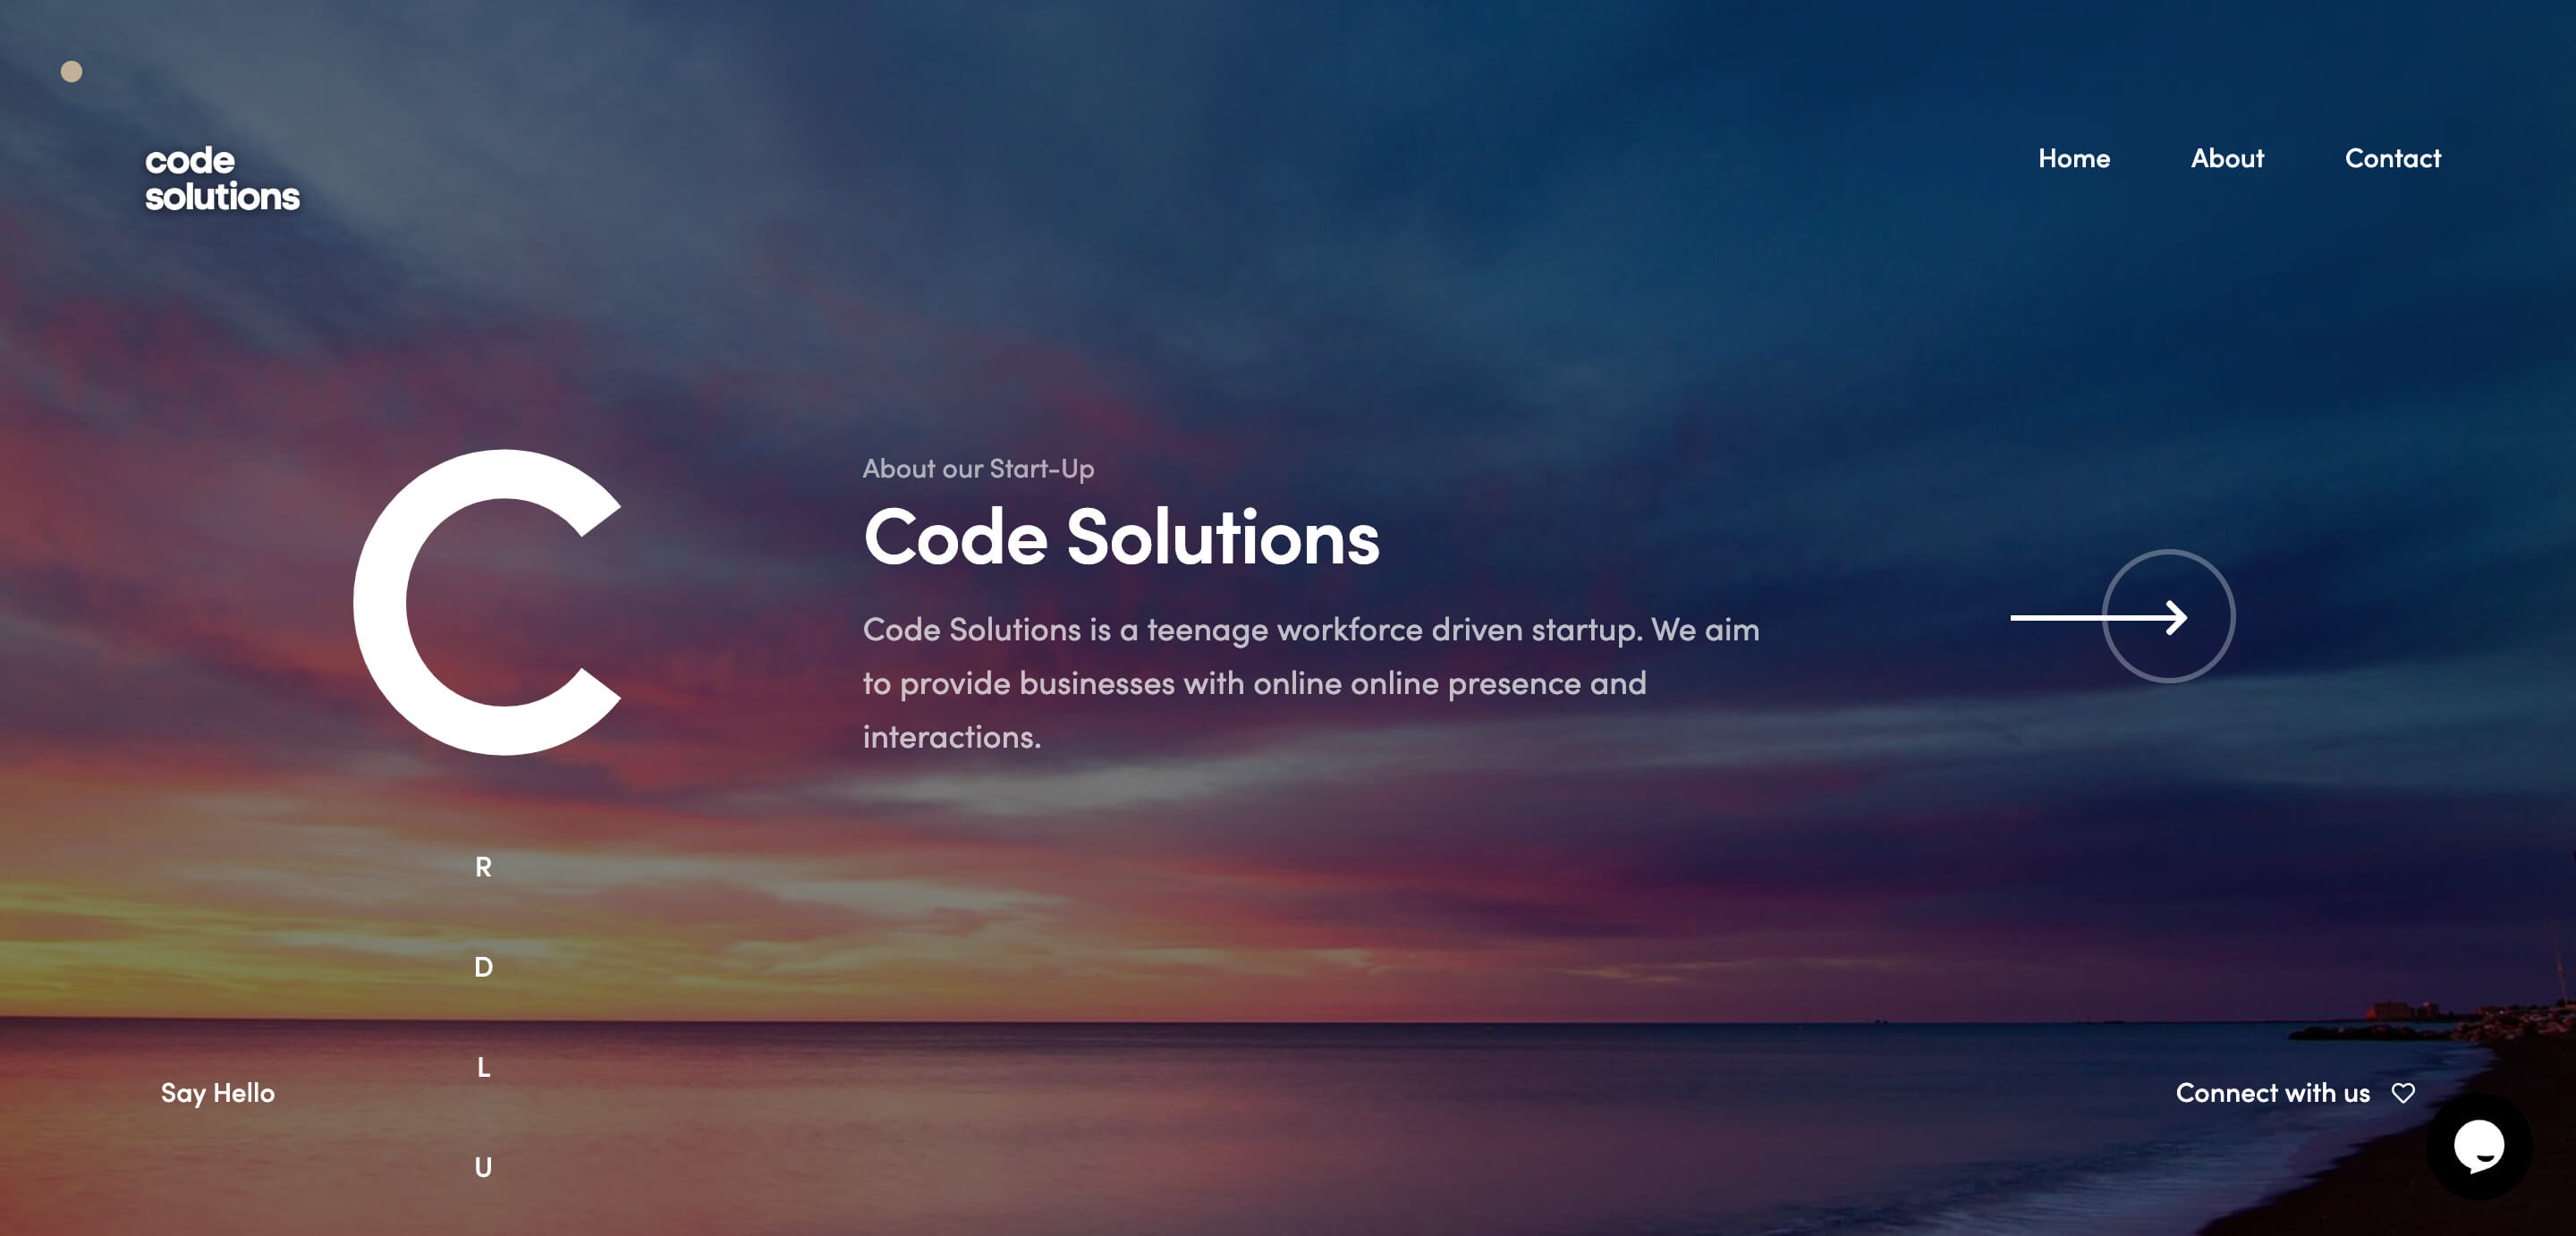 code
solutions
Home
About
Contact
C
About our Start-Up
Code Solutions
Code Solutions is a teenage workforce driven startup. We aim
to provide businesses with online online presence and
interactions.
R
D
L
U
Say Hello
Connect with us